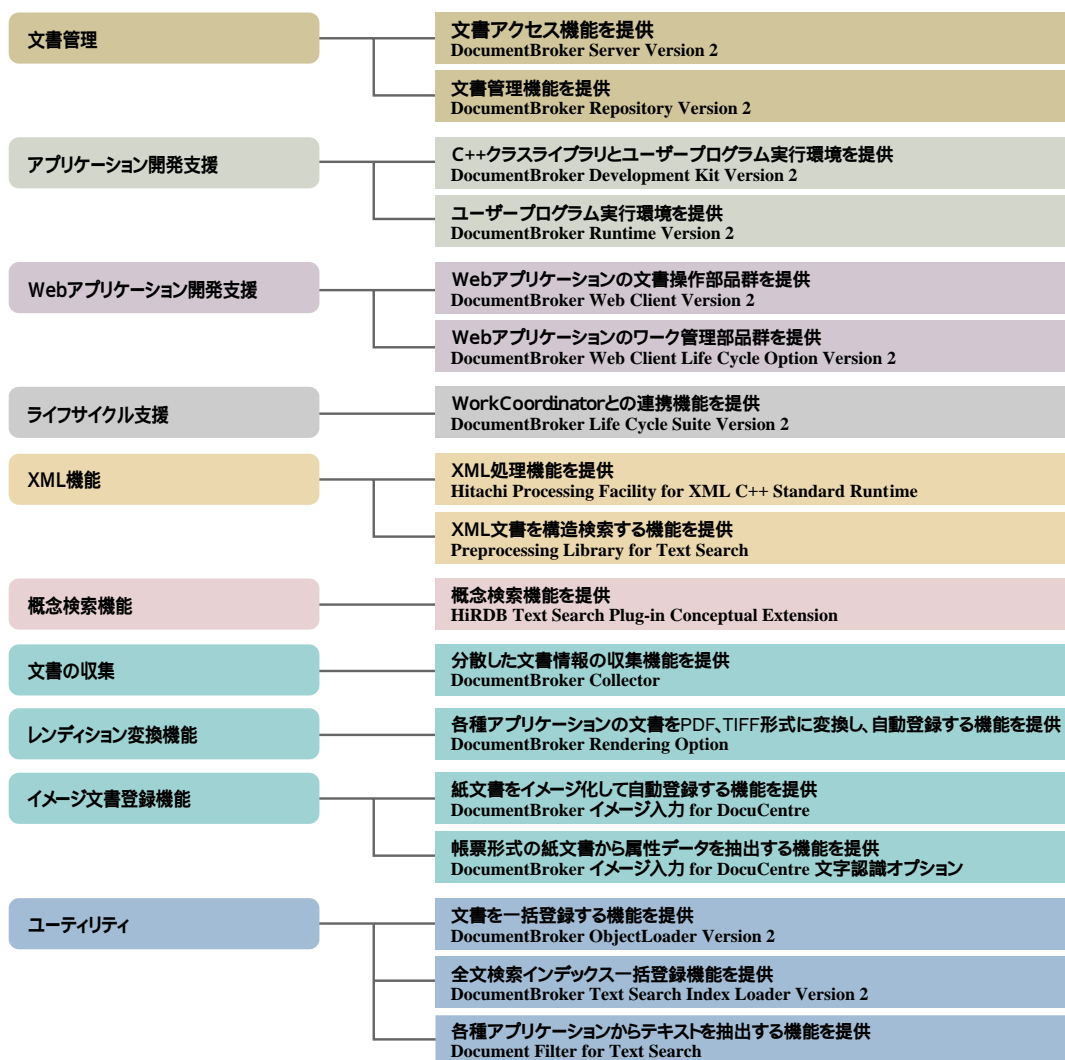 文書管理
文書アクセス機能を提供
DocumentBroker Server Version 2
文書管理機能を提供
DocumentBroker Repository Version 2
アプリケーション開発支援
C++クラスライブラリとユーザープログラム実行環境を提供
DocumentBroker Development Kit Version 2
ユーザープログラム実行環境を提供
DocumentBroker Runtime Version 2
Webアプリケーション開発支援
Webアプリケーションの文書操作部品群を提供
DocumentBroker Web Client Version 2
Webアプリケーションのワーク管理部品群を提供
DocumentBroker Web Client Life Cycle Option Version 2
ライフサイクル支援
WorkCoordinatorとの連携機能を提供
DocumentBroker Life Cycle Suite Version 2
XML機能
XML処理機能を提供
Hitachi Processing Facility for XML C++ Standard Runtime
XML文書を構造検索する機能を提供
Preprocessing Library for Text Search
概念検索機能
概念検索機能を提供
HiRDB Text Search Plug-in Conceptual Extension
文書の収集
分散した文書情報の収集機能を提供
DocumentBroker Collector
レンディション変換機能
各種アプリケーションの文書をPDF、TIFF形式に変換し、自動登録する機能を提供
DocumentBroker Rendering Option
イメージ文書登録機能
紙文書をイメージ化して自動登録する機能を提供
DocumentBroker イメージ入力 for DocuCentre
帳票形式の紙文書から属性データを抽出する機能を提供
DocumentBroker イメージ入力 for DocuCentre 文字認識オプション
ユーティリティ
文書を一括登録する機能を提供
DocumentBroker ObjectLoader Version 2
全文検索インデックス一括登録機能を提供
DocumentBroker Text Search Index Loader Version 2
各種アプリケーションからテキストを抽出する機能を提供
Document Filter for Text Search